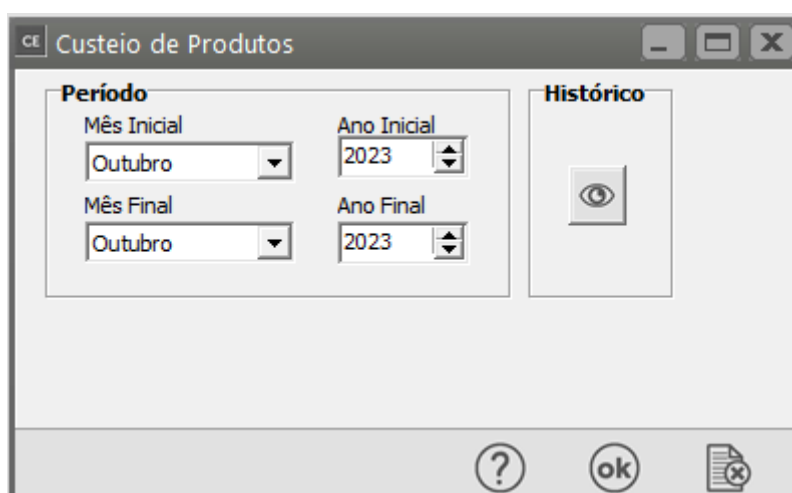 CE Custeio de Produtos
Período
Histórico
Mês Inicial
Ano Inicial
Outubro
2023
Mês Final
Ano Final
Outubro
2023
?
ok